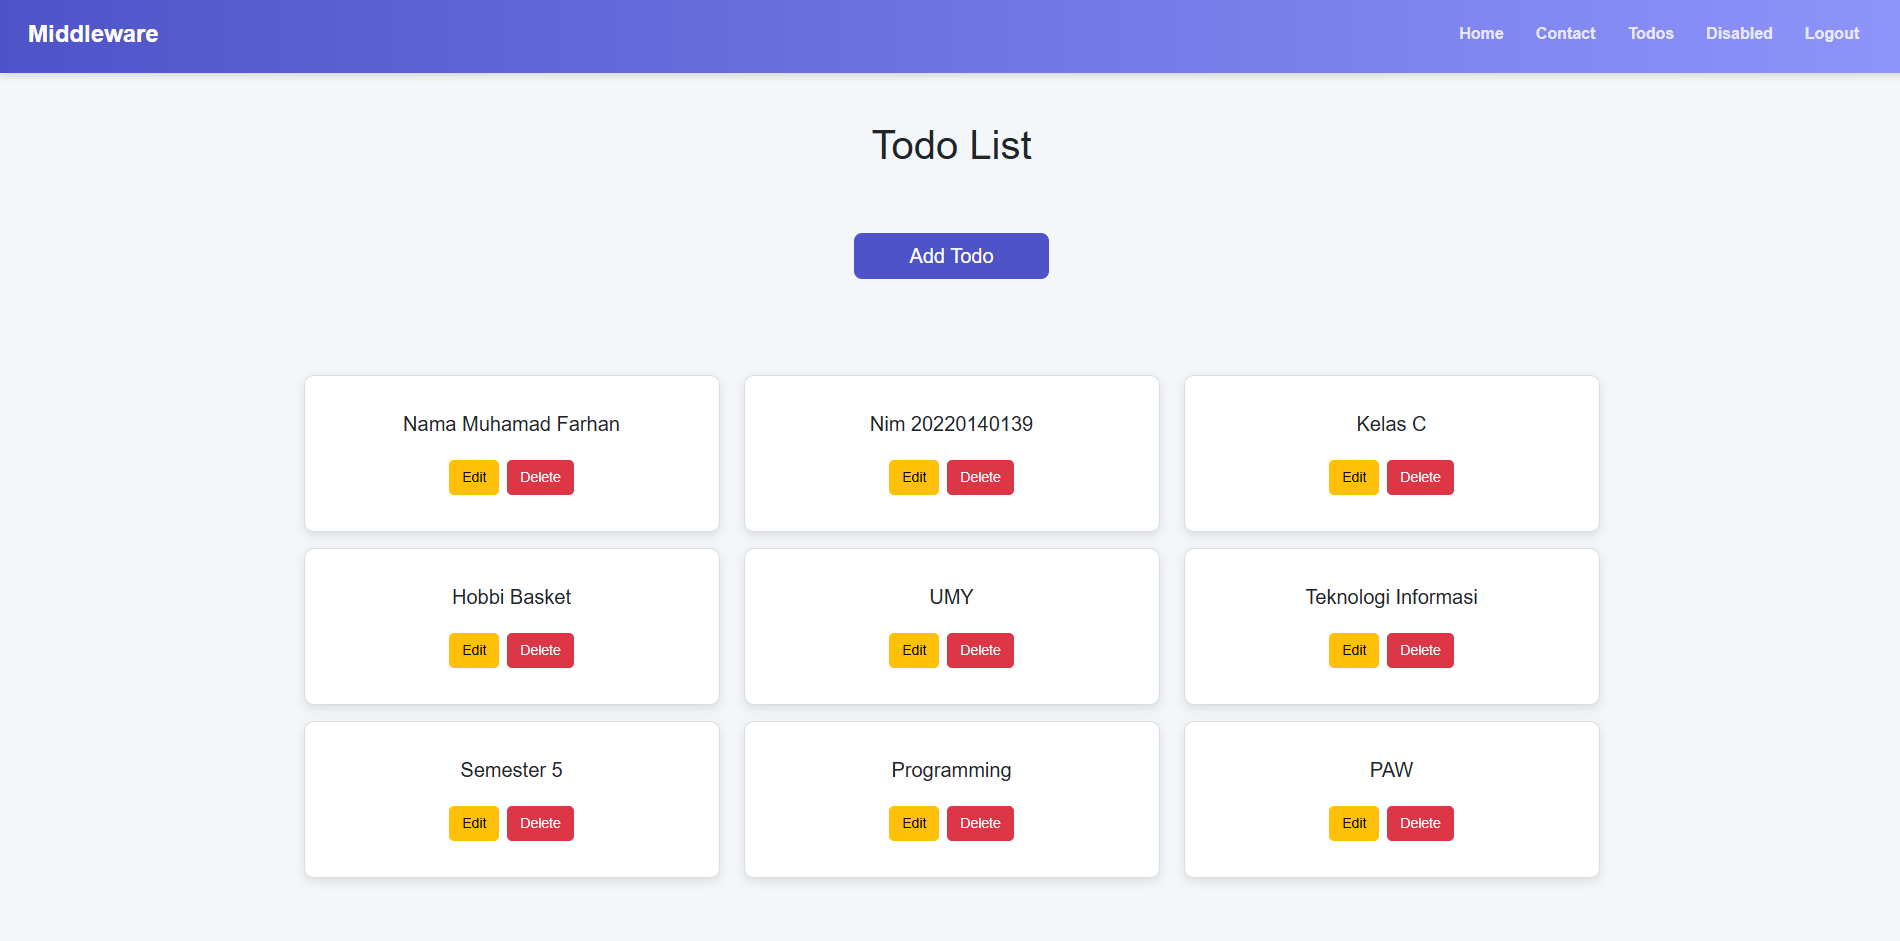 Middleware
Home Contact Todos Disabled Logout
Todo List
Add Todo
Nama Muhamad Farhan
Edit Delete
Nim 20220140139
Edit Delete
Kelas C
Edit Delete
Hobbi Basket
Edit Delete
UMY
Edit Delete
Teknologi Informasi
Edit Delete
Semester 5
Edit Delete
Programming
Edit Delete
PAW
Edit Delete